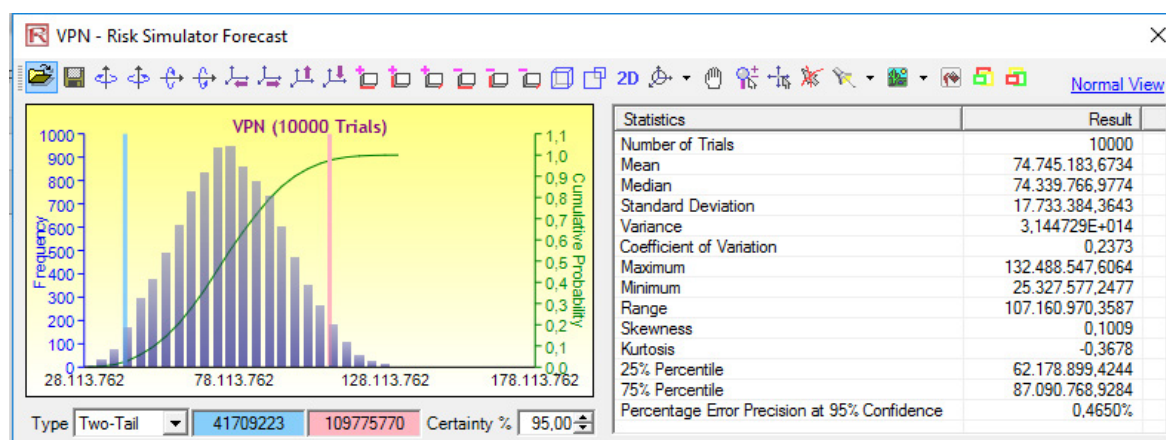 VPN - Risk Simulator Forecast
2D
Normal View
VPN (10000 Trials)
Frequency
1000
900
800
700
600
500
400
300
200
100
0
1,1
1,0
0,9
0,8
0,7
0,6
0,5
0,4
0,3
0,2
0,1
0,0
Cumulative Probability
28.113.762 78.113.762 128.113.762 178.113.762
Type Two-Tail 41709223 109775770 Certainty % 95,00
Statistics Result
Number of Trials 10000
Mean 74.745.183,6734
Median 74.339.766,9774
Standard Deviation 17.733.384,3643
Variance 3,144729E+014
Coefficient of Variation 0,2373
Maximum 132.488.547,6064
Minimum 25.327.577,2477
Range 107.160.970,3587
Skewness 0,1009
Kurtosis -0,3678
25% Percentile 62.178.899,4244
75% Percentile 87.090.768,9284
Percentage Error Precision at 95% Confidence 0,4650%